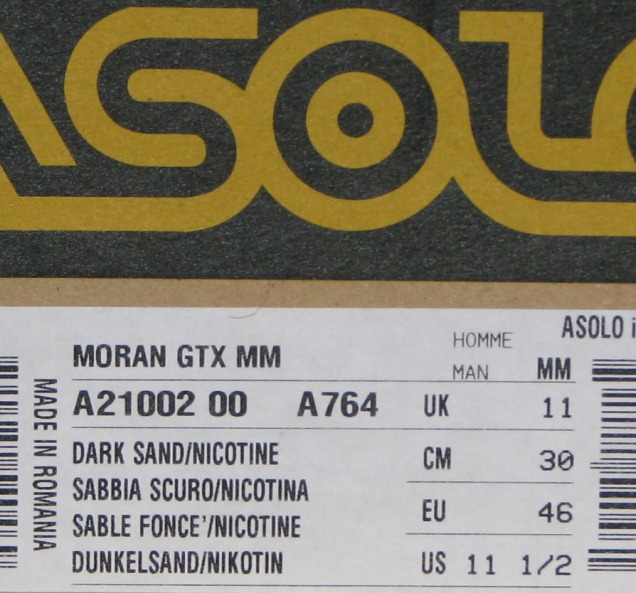 ASOLO
ASOLO
HOMME
MORAN GTX MM
MAN MM
A21002 00 A764 UK 11
DARK SAND/NICOTINE CM 30
SABBIA SCURO/NICOTINA
SABLE FONCE'/NICOTINE EU 46
DUNKELSAND/NIKOTIN US 11 1/2
MADE IN ROMANIA